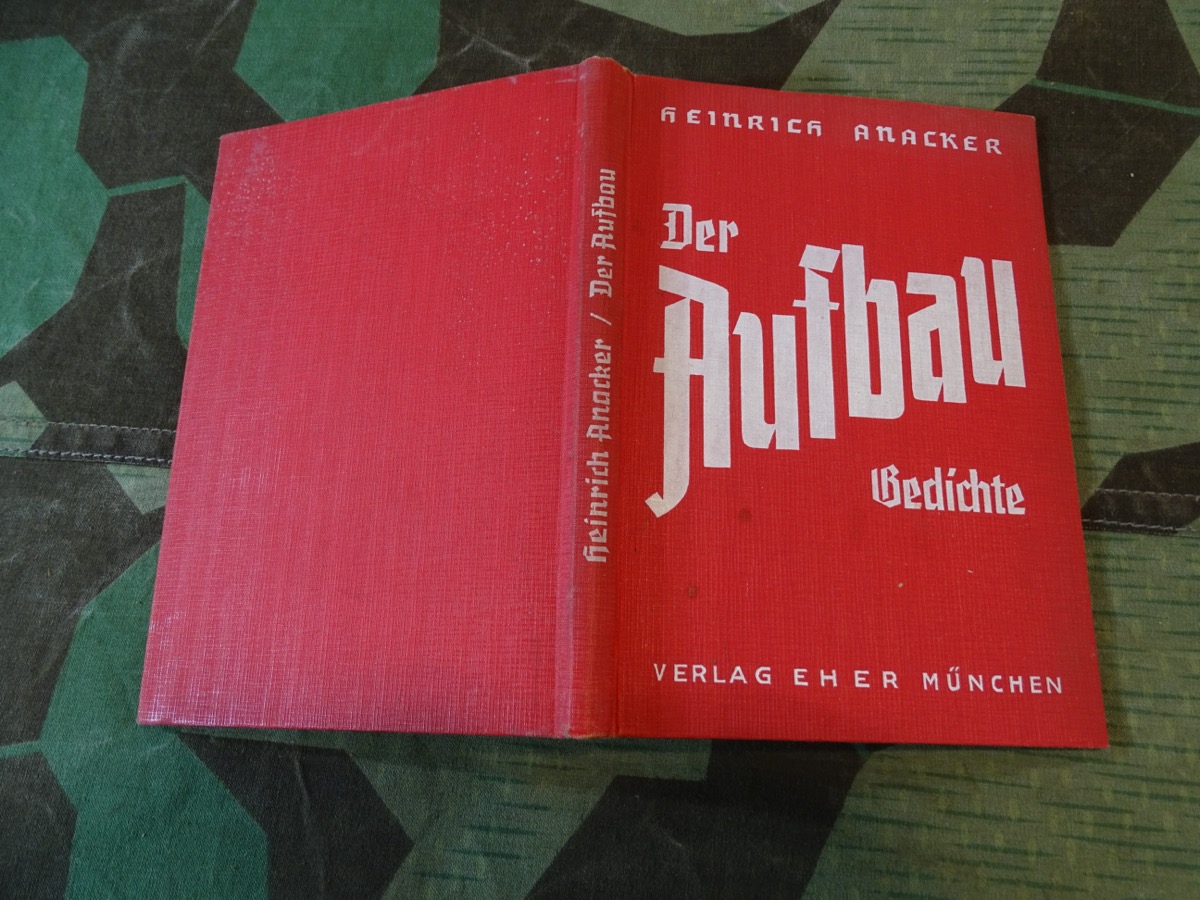 Heinrich Anacker / Der Aufbau
HEINRICH ANACKER
Der
Aufbau
Gedichte
VERLAG EHER MÜNCHEN